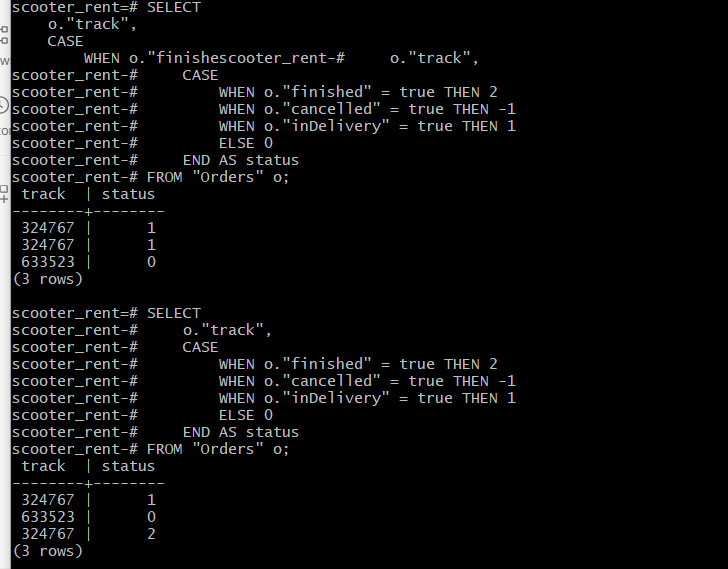 scooter_rent=# SELECT
    o."track",
    CASE
        WHEN o."finishescooter_rent-#     o."track",
scooter_rent-#     CASE
scooter_rent-#         WHEN o."finished" = true THEN 2
scooter_rent-#         WHEN o."cancelled" = true THEN -1
scooter_rent-#         WHEN o."inDelivery" = true THEN 1
scooter_rent-#         ELSE 0
scooter_rent-#     END AS status
scooter_rent-# FROM "Orders" o;
 track  | status
--------+--------
 324767 |      1
 324767 |      1
 633523 |      0
(3 rows)

scooter_rent=# SELECT
scooter_rent-#     o."track",
scooter_rent-#     CASE
scooter_rent-#         WHEN o."finished" = true THEN 2
scooter_rent-#         WHEN o."cancelled" = true THEN -1
scooter_rent-#         WHEN o."inDelivery" = true THEN 1
scooter_rent-#         ELSE 0
scooter_rent-#     END AS status
scooter_rent-# FROM "Orders" o;
 track  | status
--------+--------
 324767 |      1
 633523 |      0
 324767 |      2
(3 rows)